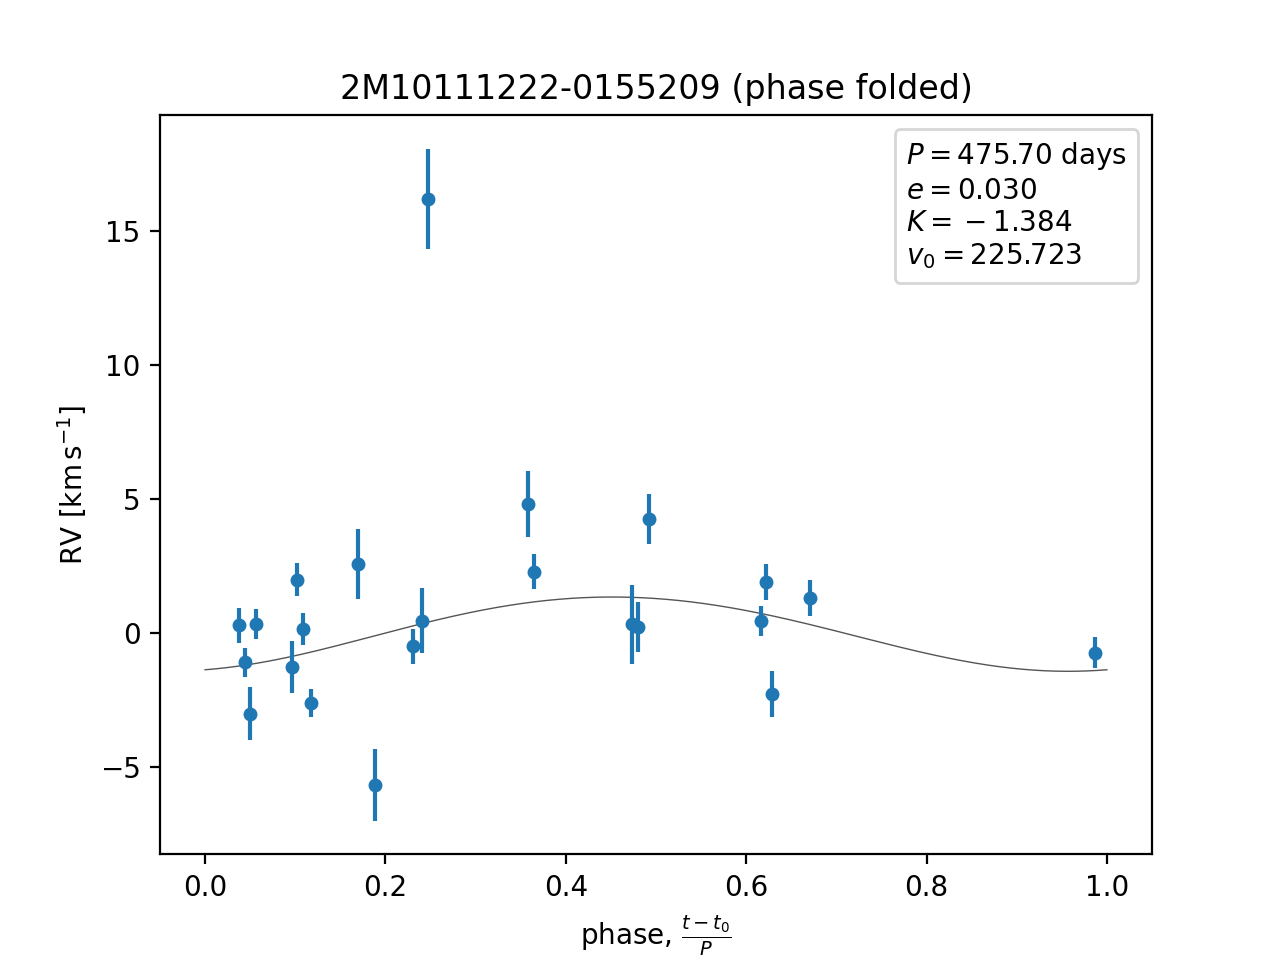 2M10111222-0155209 (phase folded)
P = 475.70 days
e = 0.030
K = −1.384
v₀ = 225.723
15
10
5
0
−5
RV [km s⁻¹]
0.0 0.2 0.4 0.6 0.8 1.0
phase, (t − t₀)/P